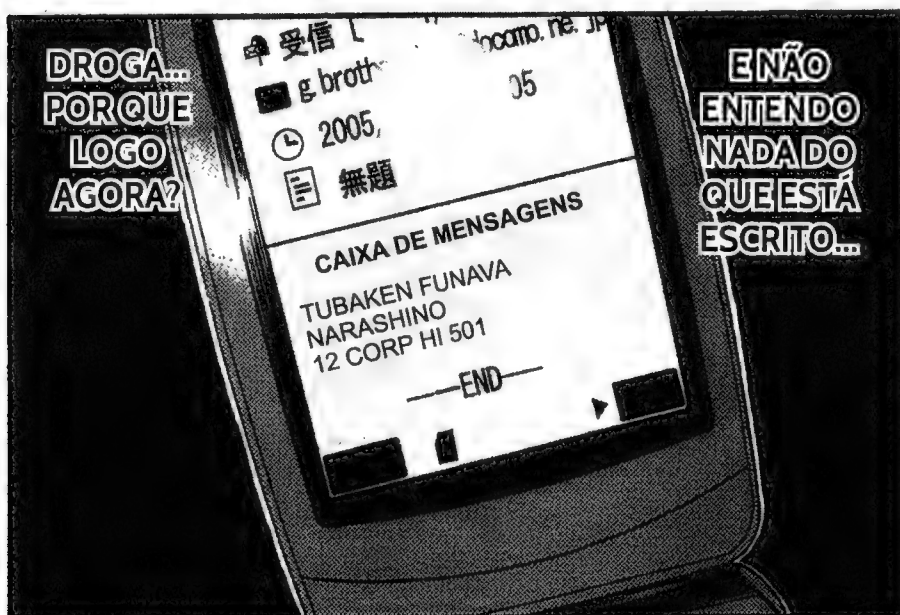 DROGA...
POR QUE
LOGO
AGORA?
受信 [
docomo. ne. jp
g. broth
2005,
05
無題
CAIXA DE MENSAGENS
TUBAKEN FUNAVA
NARASHINO
12 CORP HI 501
END
E NÃO
ENTENDO
NADA DO
QUE ESTÁ
ESCRITO...